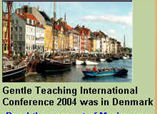 Gentle Teaching International
Conference 2004 was in Denmark